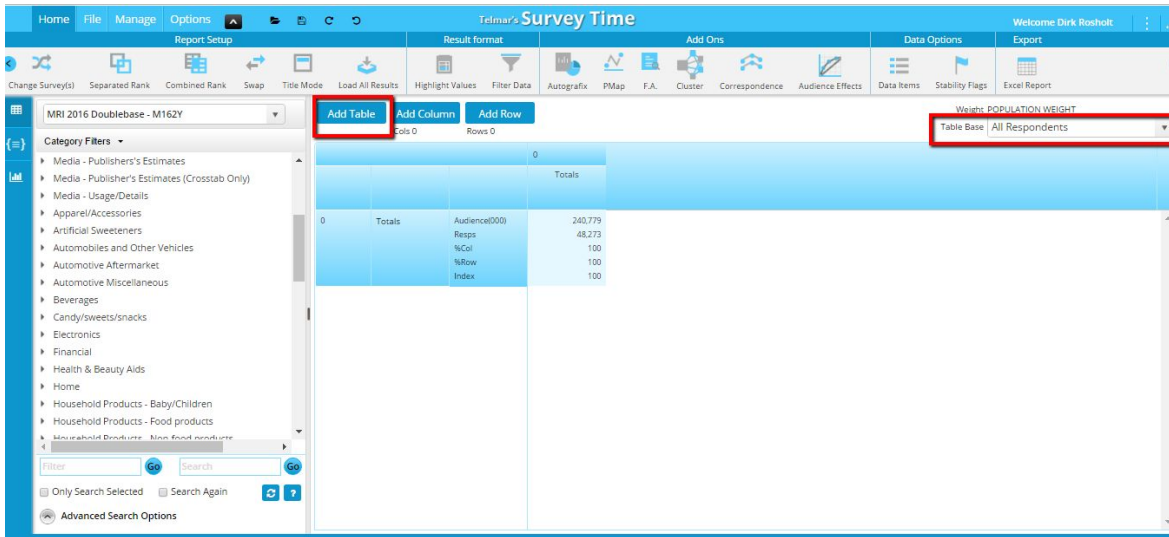 Home File Manage Options
Telmar's Survey Time
Welcome Dirk Rosholt
Report Setup Result format Add Ons Data Options Export
Change Survey(s) Separated Rank Combined Rank Swap Title Mode Load All Results Highlight Values Filter Data Autografix PMap F.A. Cluster Correspondence Audience Effects Data Items Stability Flags Excel Report
MRI 2016 Doublebase - M162Y
Category Filters
Media - Publishers's Estimates
Media - Publisher's Estimates (Crosstab Only)
Media - Usage/Details
Apparel/Accessories
Artificial Sweeteners
Automobiles and Other Vehicles
Automotive Aftermarket
Automotive Miscellaneous
Beverages
Candy/sweets/snacks
Electronics
Financial
Health & Beauty Aids
Home
Household Products - Baby/Children
Household Products - Food products
Household Products - Non food products
Filter Go Search Go
Only Search Selected Search Again ?
Advanced Search Options
Add Table Add Column Add Row
Cols 0 Rows 0
Weight POPULATION WEIGHT
Table Base All Respondents
0
Totals
0 Totals Audience(000) 240,779
Resps 48,273
%Col 100
%Row 100
Index 100